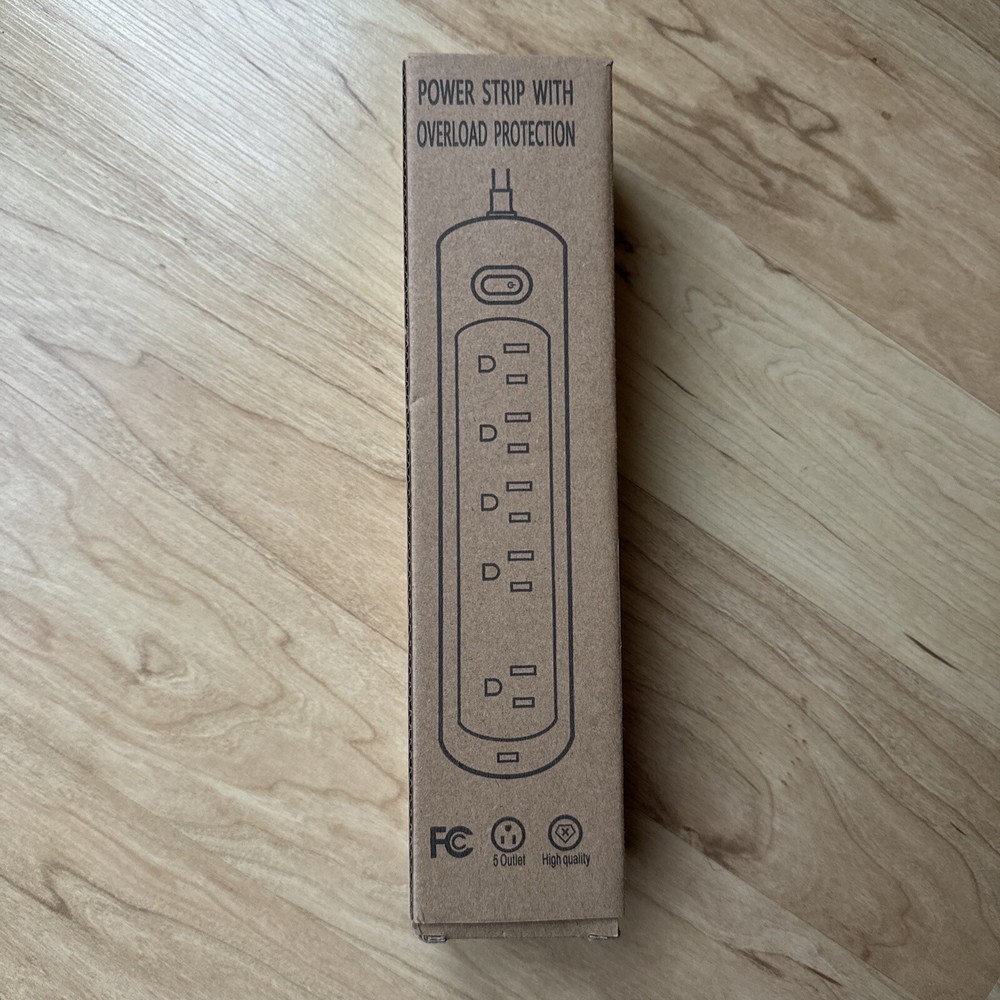 POWER STRIP WITH
OVERLOAD PROTECTION
FC
5 Outlet
High quality